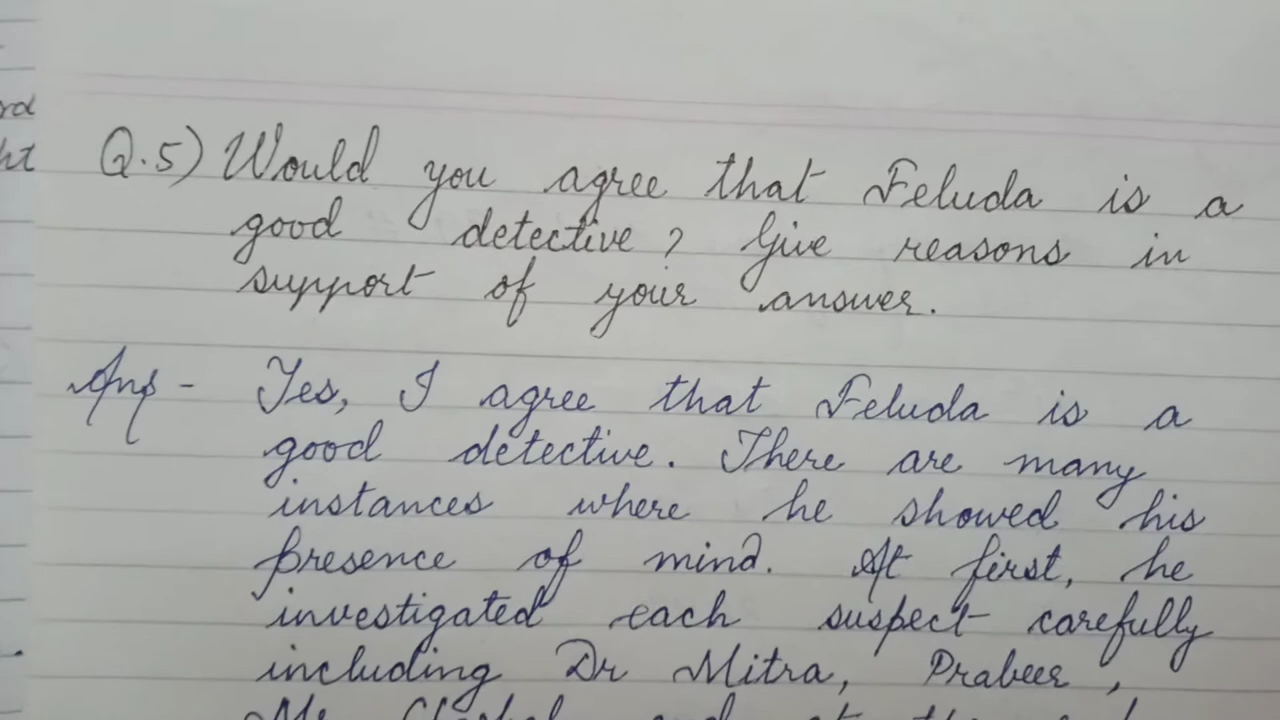 rd
ht
Q.5) Would you agree that Feluda is a
good detective? Give reasons in
support of your answer.
Ans - Yes, I agree that Feluda is a
good detective. There are many
instances where he showed his
presence of mind. At first, he
investigated each suspect carefully
including Dr Mitra, Prabeer,